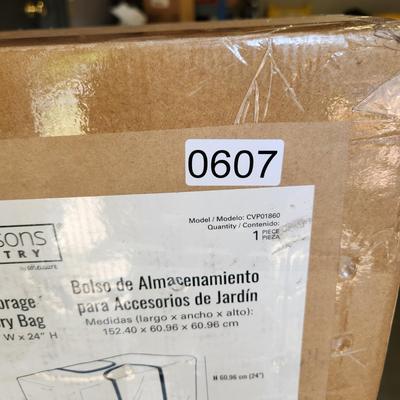 0607
Model / Modelo: CVP01860
Quantity / Contenido:
1 PIECE
PIEZA
sons
TRY
Bolso de Almacenamiento
para Accesorios de Jardín
Medidas (largo x ancho x alto):
152.40 x 60.96 x 60.96 cm
orage
ry Bag
W x 24" H
H 60.96 cm (24")